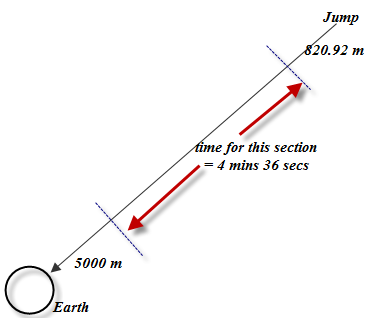 Jump
820.92 m
time for this section
= 4 mins 36 secs
5000 m
Earth